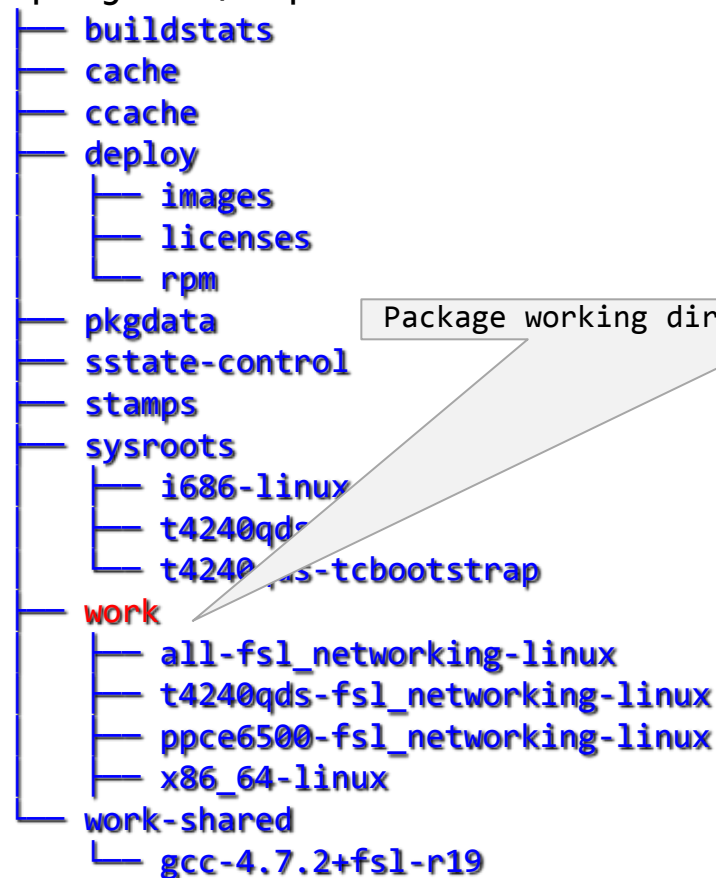 ├── buildstats
├── cache
├── ccache
├── deploy
│   ├── images
│   ├── licenses
│   └── rpm
├── pkgdata
Package working dir
├── sstate-control
├── stamps
├── sysroots
│   ├── i686-linux
│   ├── t4240qds
│   └── t4240qds-tcbootstrap
├── work
│   ├── all-fsl_networking-linux
│   ├── t4240qds-fsl_networking-linux
│   ├── ppce6500-fsl_networking-linux
│   ├── x86_64-linux
└── work-shared
    └── gcc-4.7.2+fsl-r19